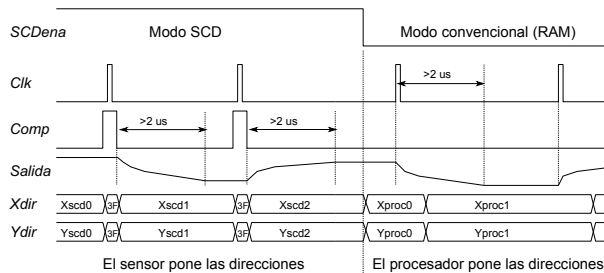 SCDena Modo SCD Modo convencional (RAM)
Clk >2 us
Comp >2 us >2 us
Salida
Xdir Xscd0 3F Xscd1 3F Xscd2 Xproc0 Xproc1
Ydir Yscd0 3F Yscd1 3F Yscd2 Yproc0 Yproc1
El sensor pone las direcciones El procesador pone las direcciones